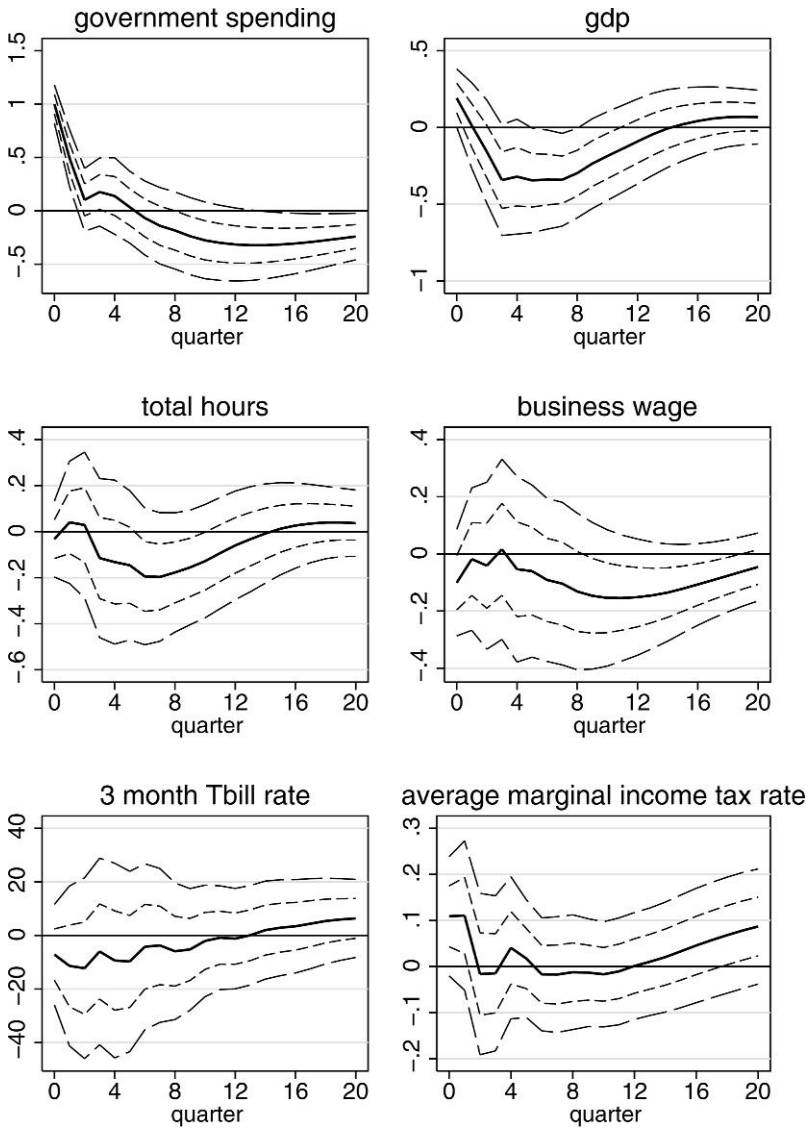 government spending
1.5
1
.5
0
-.5
0 4 8 12 16 20
quarter
gdp
.5
0
-.5
-1
0 4 8 12 16 20
quarter
total hours
.4
.2
0
-.2
-.4
-.6
0 4 8 12 16 20
quarter
business wage
.4
.2
0
-.2
-.4
0 4 8 12 16 20
quarter
3 month Tbill rate
40
20
0
-20
-40
0 4 8 12 16 20
quarter
average marginal income tax rate
.3
.2
0.1
0
-0.1
-.2
0 4 8 12 16 20
quarter